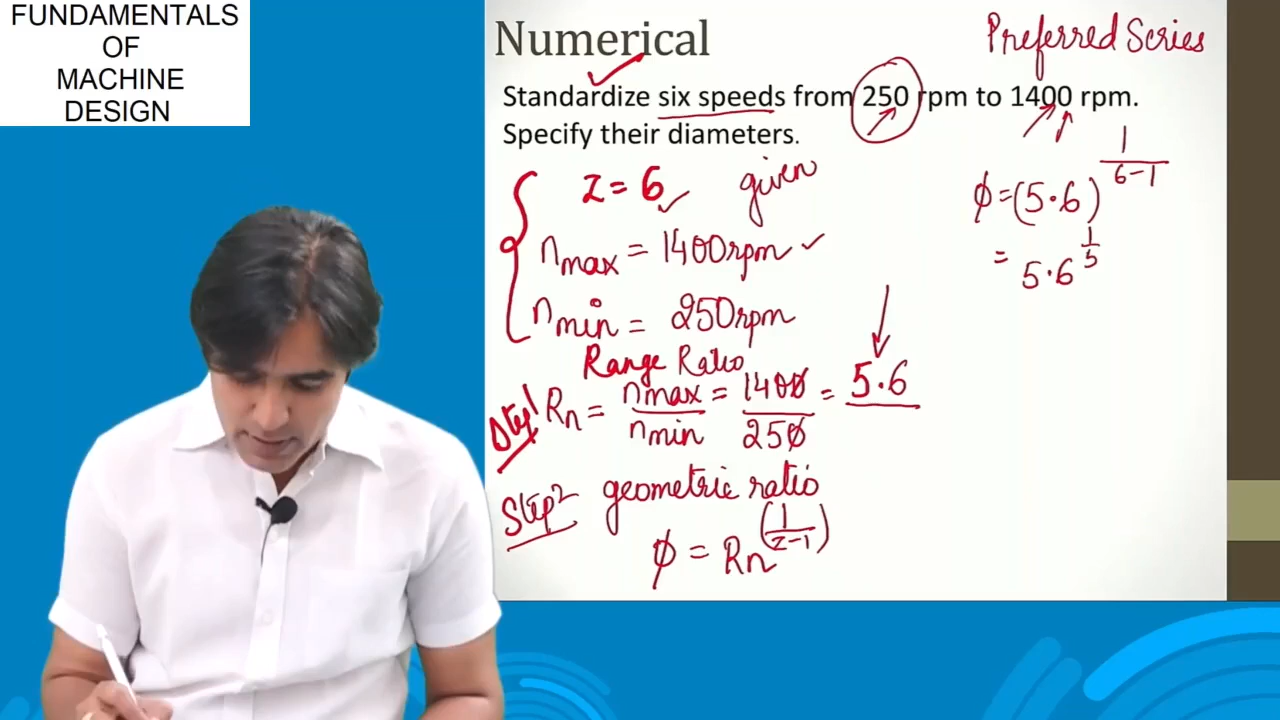 FUNDAMENTALS
OF
MACHINE
DESIGN
Numerical
Preferred Series
Standardize six speeds from 250 rpm to 1400 rpm.
Specify their diameters.
z = 6 given
n max = 1400rpm
n min = 250rpm
Range Ratio
Step1 Rn = nmax/nmin = 1400/250 = 5.6
Step2 geometric ratio
ϕ = Rn^(1/(z-1))
ϕ = (5.6)^(1/(6-1))
= 5.6^(1/5)